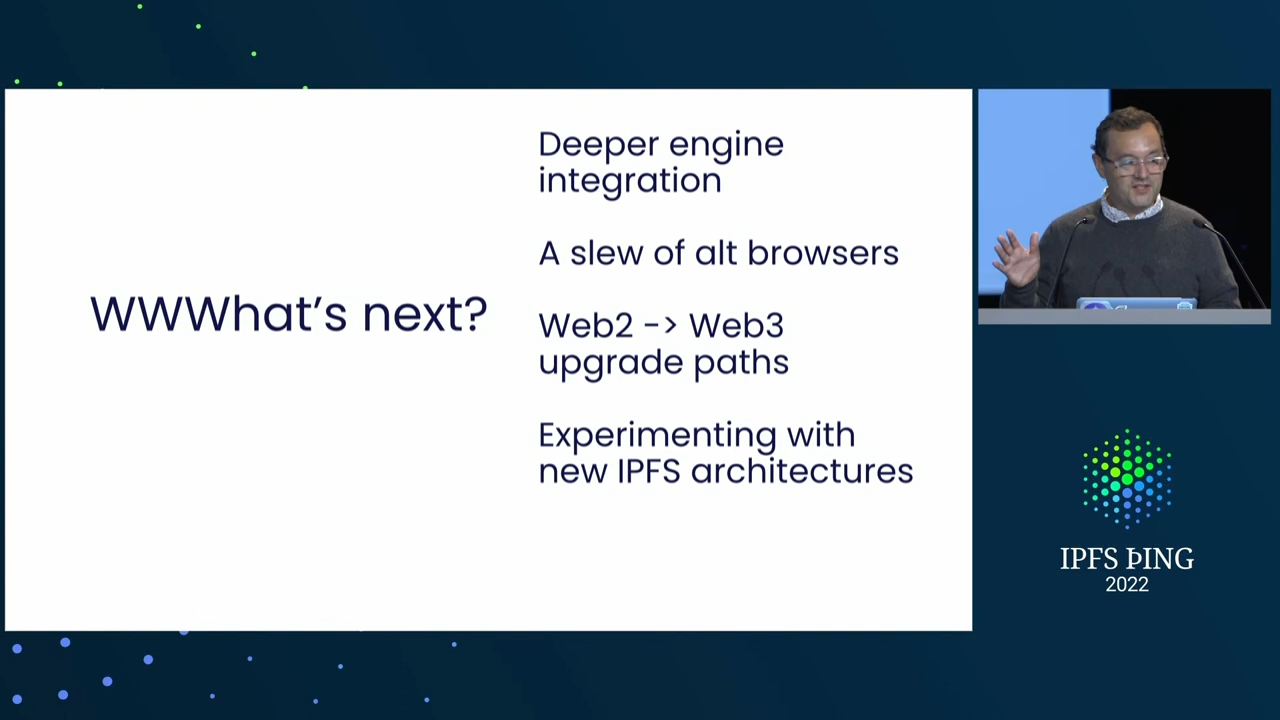 WWWhat’s next?
Deeper engine
integration
A slew of alt browsers
Web2 -> Web3
upgrade paths
Experimenting with
new IPFS architectures
IPFS ÞING
2022